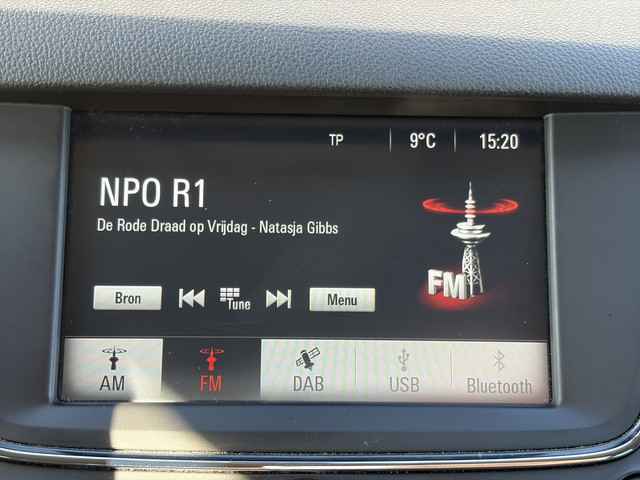 TP 9°C 15:20
NPO R1
De Rode Draad op Vrijdag - Natasja Gibbs
FM
Bron Tune Menu
AM FM DAB USB Bluetooth